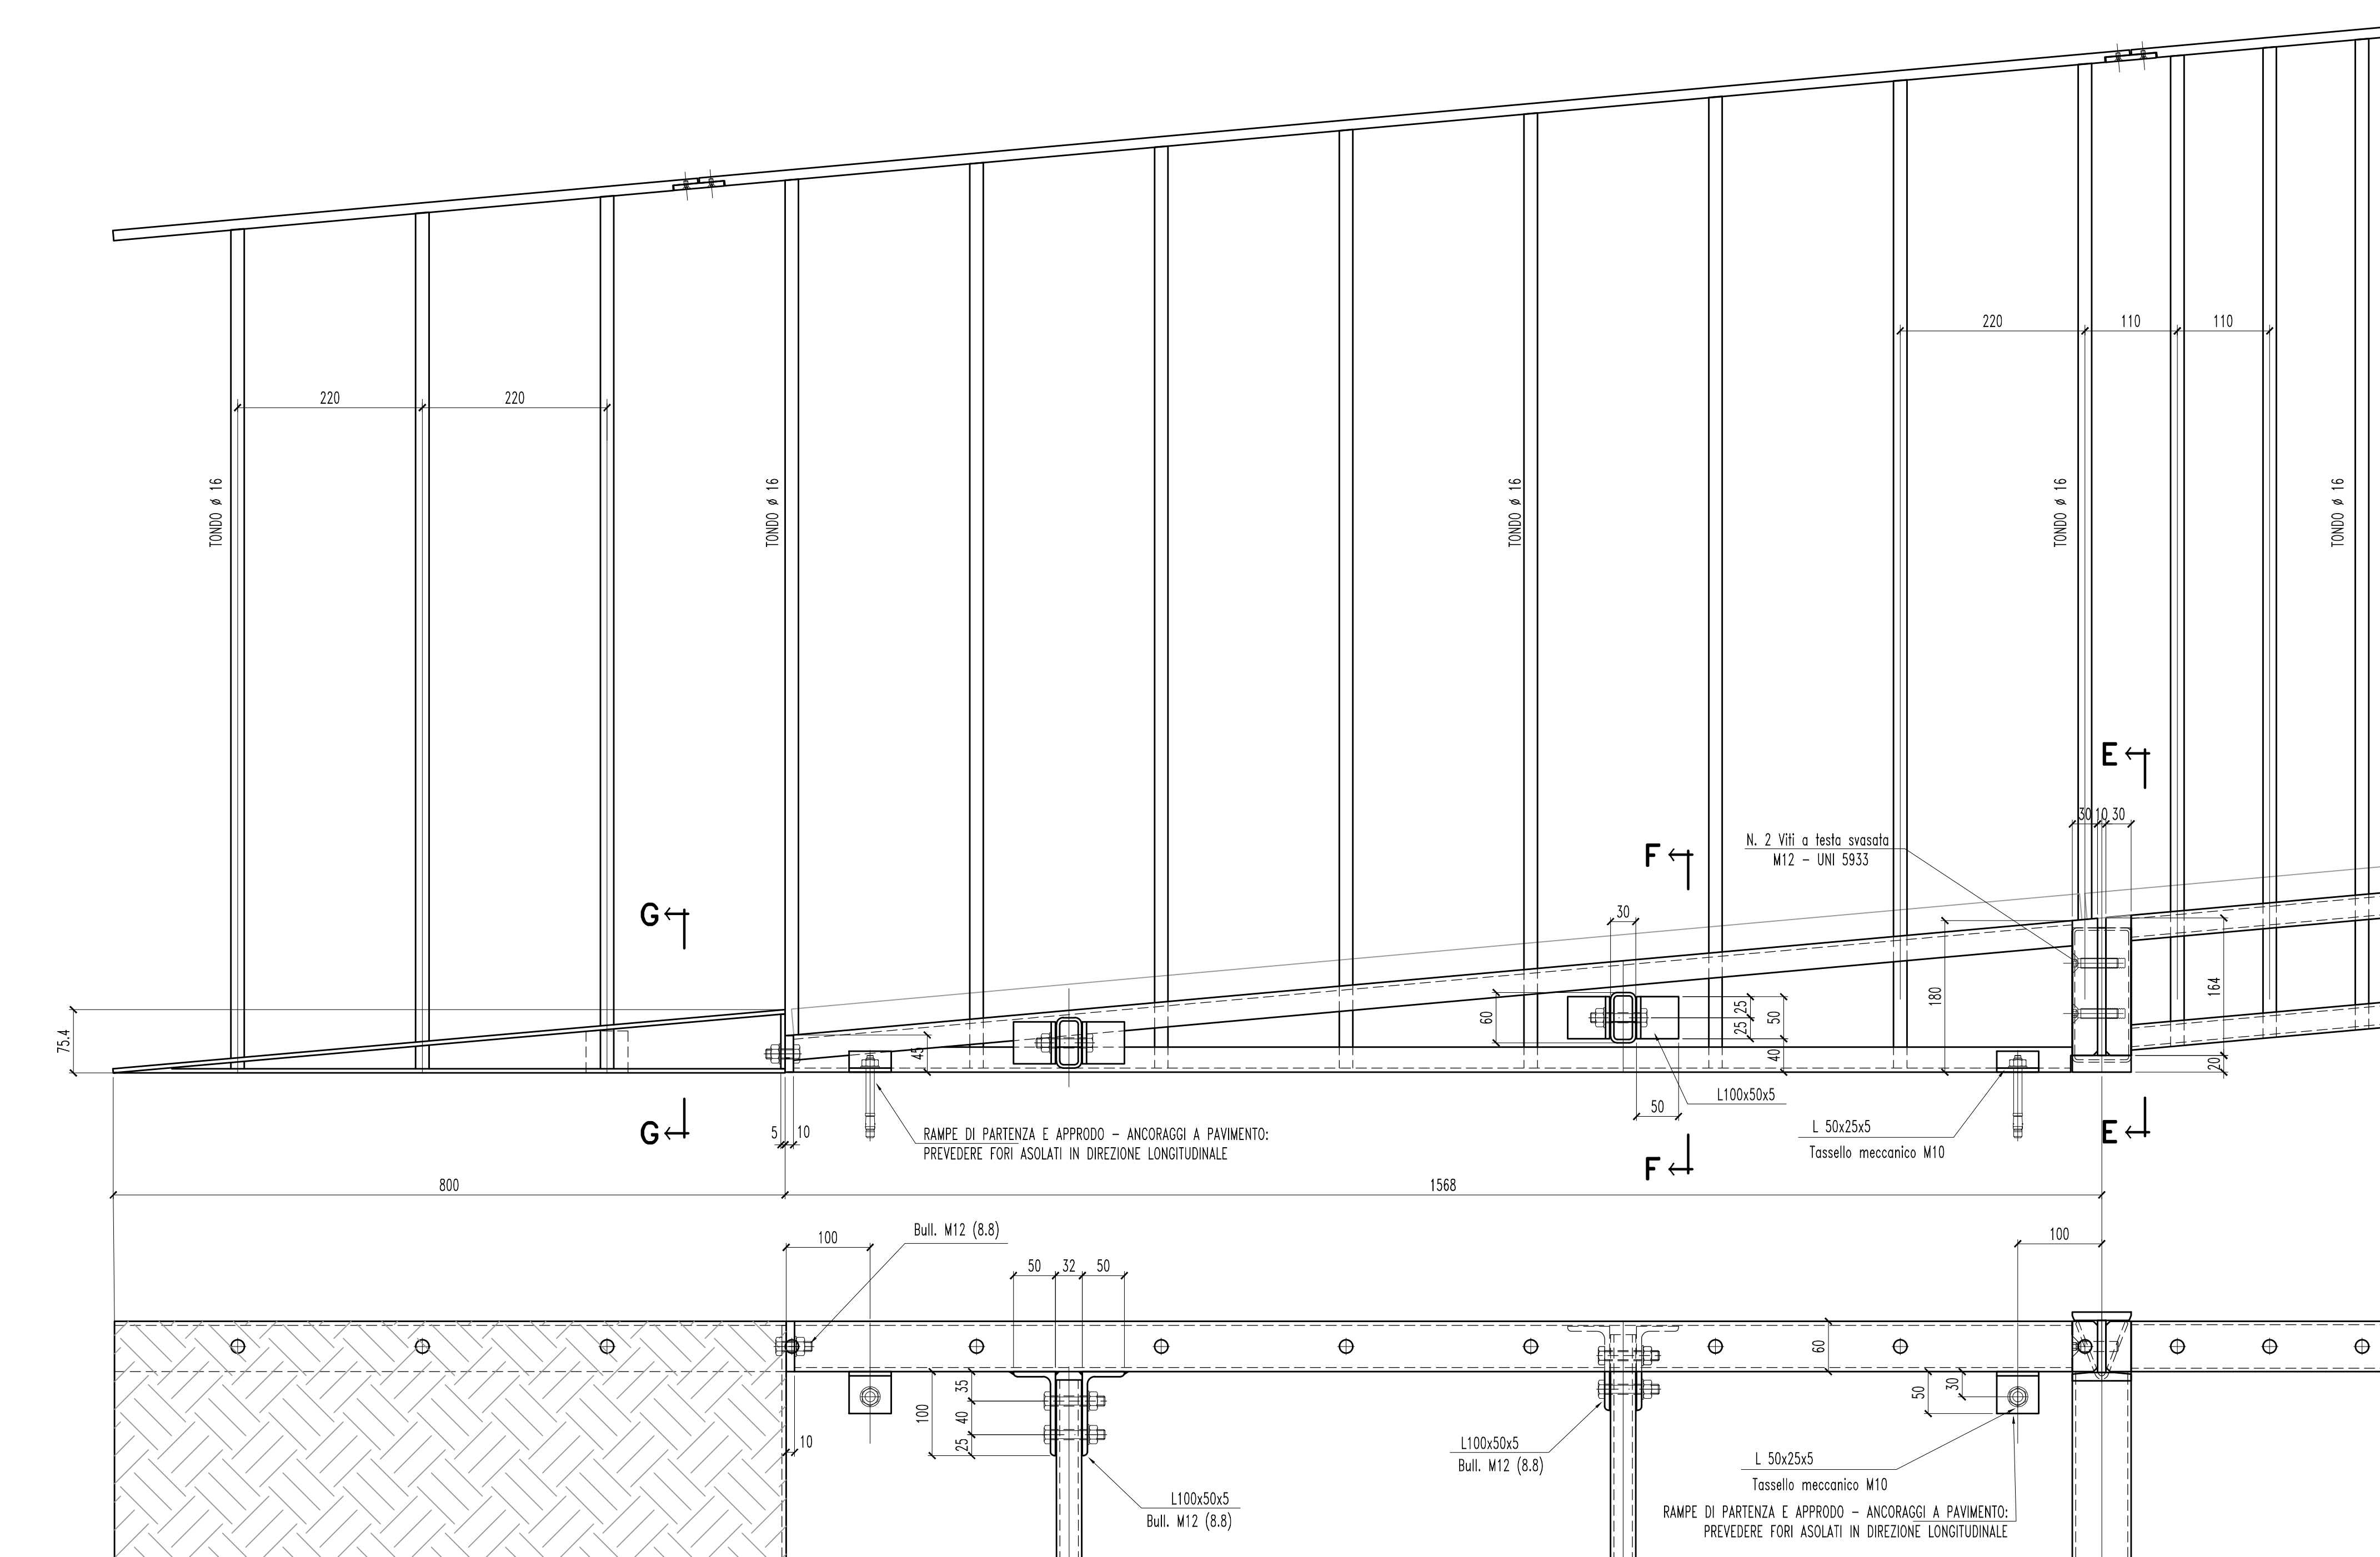 220
110
110
220
220
TONDO ø 16
TONDO ø 16
TONDO ø 16
TONDO ø 16
TONDO ø 16
E
30
10
30
N. 2 Viti a testa svasata
M12 - UNI 5933
F
G
30
75.4
45
60
25
25
50
40
180
164
20
L100x50x5
50
5
10
G
RAMPE DI PARTENZA E APPRODO - ANCORAGGI A PAVIMENTO:
PREVEDERE FORI ASOLATI IN DIREZIONE LONGITUDINALE
L 50x25x5
Tassello meccanico M10
E
F
800
1568
100
Bull. M12 (8.8)
100
50
32
50
60
35
100
40
25
10
50
30
L100x50x5
Bull. M12 (8.8)
L 50x25x5
Tassello meccanico M10
L100x50x5
Bull. M12 (8.8)
RAMPE DI PARTENZA E APPRODO - ANCORAGGI A PAVIMENTO:
PREVEDERE FORI ASOLATI IN DIREZIONE LONGITUDINALE